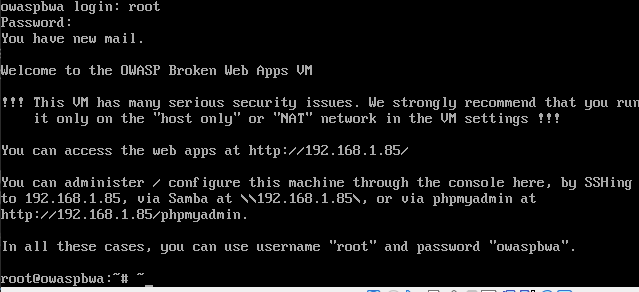 owaspbwa login: root
Password:
You have new mail.
Welcome to the OWASP Broken Web Apps VM
!!! This VM has many serious security issues. We strongly recommend that you run
it only on the "host only" or "NAT" network in the VM settings !!!
You can access the web apps at http://192.168.1.85/
You can administer / configure this machine through the console here, by SSHing
to 192.168.1.85, via Samba at \\192.168.1.85\, or via phpmyadmin at
http://192.168.1.85/phpmyadmin.
In all these cases, you can use username "root" and password "owaspbwa".
root@owaspbwa:~# ~_